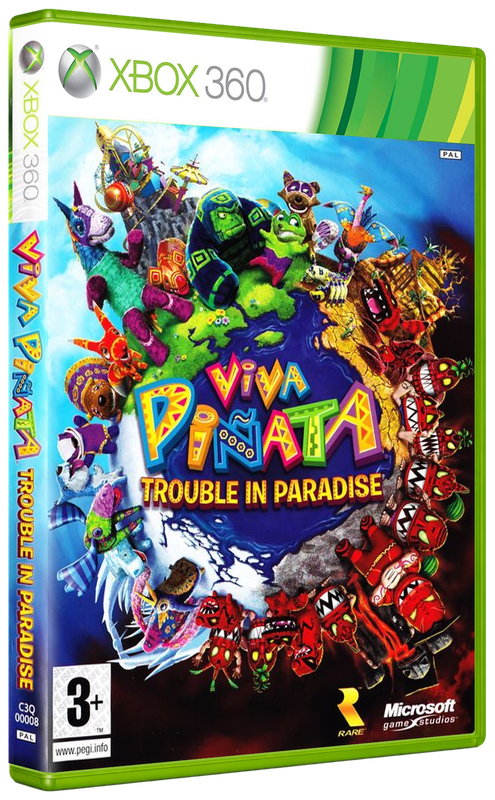 XBOX 360
VIVA PIÑATA TROUBLE IN PARADISE
C3Q
00008
PAL
XBOX 360®
PAL
VIVA
PIÑATA
TROUBLE IN PARADISE
3+
www.pegi.info
RARE
Microsoft®
game studios™